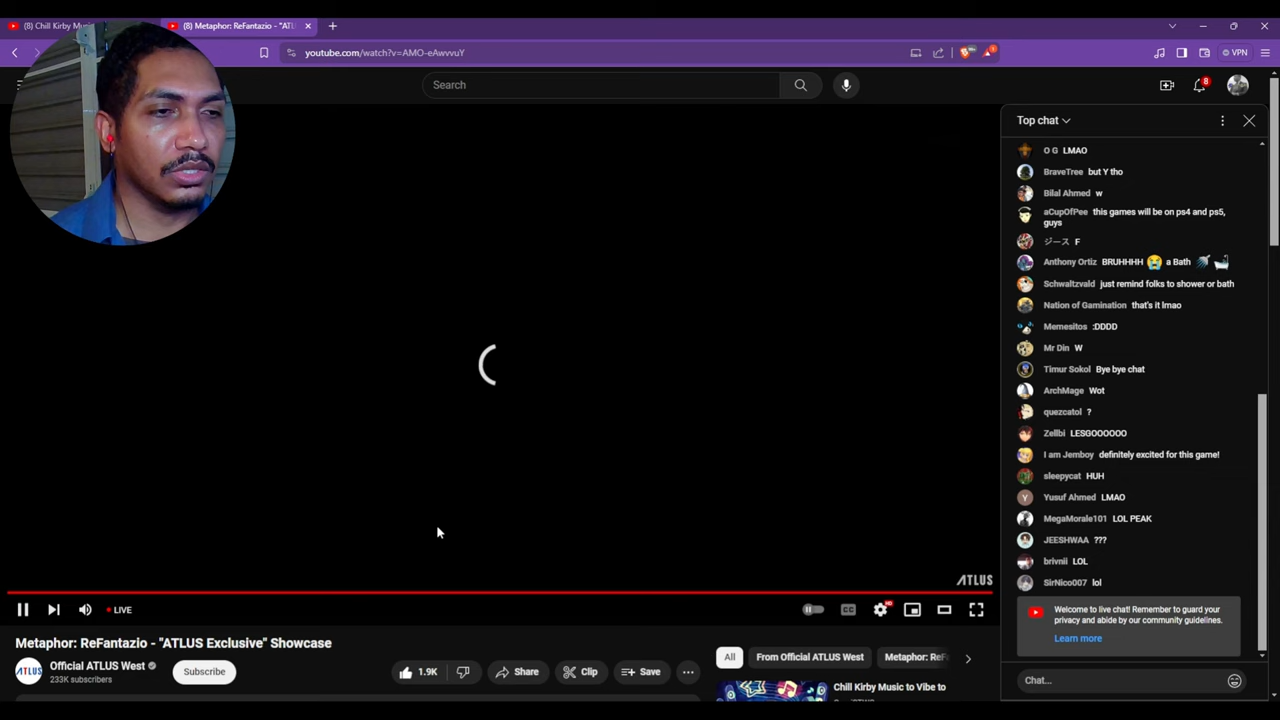 (8) Chill Kirby Mus
(8) Metaphor: ReFantazio - "ATL
youtube.com/watch?v=AMO-eAwvvuY
VPN
Search
8
Top chat
O G LMAO
BraveTree but Y tho
Bilal Ahmed w
aCupOfPee this games will be on ps4 and ps5,
guys
ジース F
Anthony Ortiz BRUHHHH 😭 a Bath 🚿 🛁
Schwaltzvald just remind folks to shower or bath
Nation of Gamination that's it lmao
Memesitos :DDDD
Mr Din W
Timur Sokol Bye bye chat
ArchMage Wot
quezcatol ?
Zellbi LESGOOOOOO
I am Jemboy definitely excited for this game!
sleepycat HUH
Yusuf Ahmed LMAO
MegaMorale101 LOL PEAK
JEESHWAA ???
brivnii LOL
SirNico007 lol
Welcome to live chat! Remember to guard your
privacy and abide by our community guidelines.
Learn more
Chat...
ATLUS
LIVE
CC
HD
Metaphor: ReFantazio - "ATLUS Exclusive" Showcase
ATLUS
Official ATLUS West
233K subscribers
Subscribe
1.9K
Share
Clip
Save
All
From Official ATLUS West
Metaphor: ReF
Chill Kirby Music to Vibe to